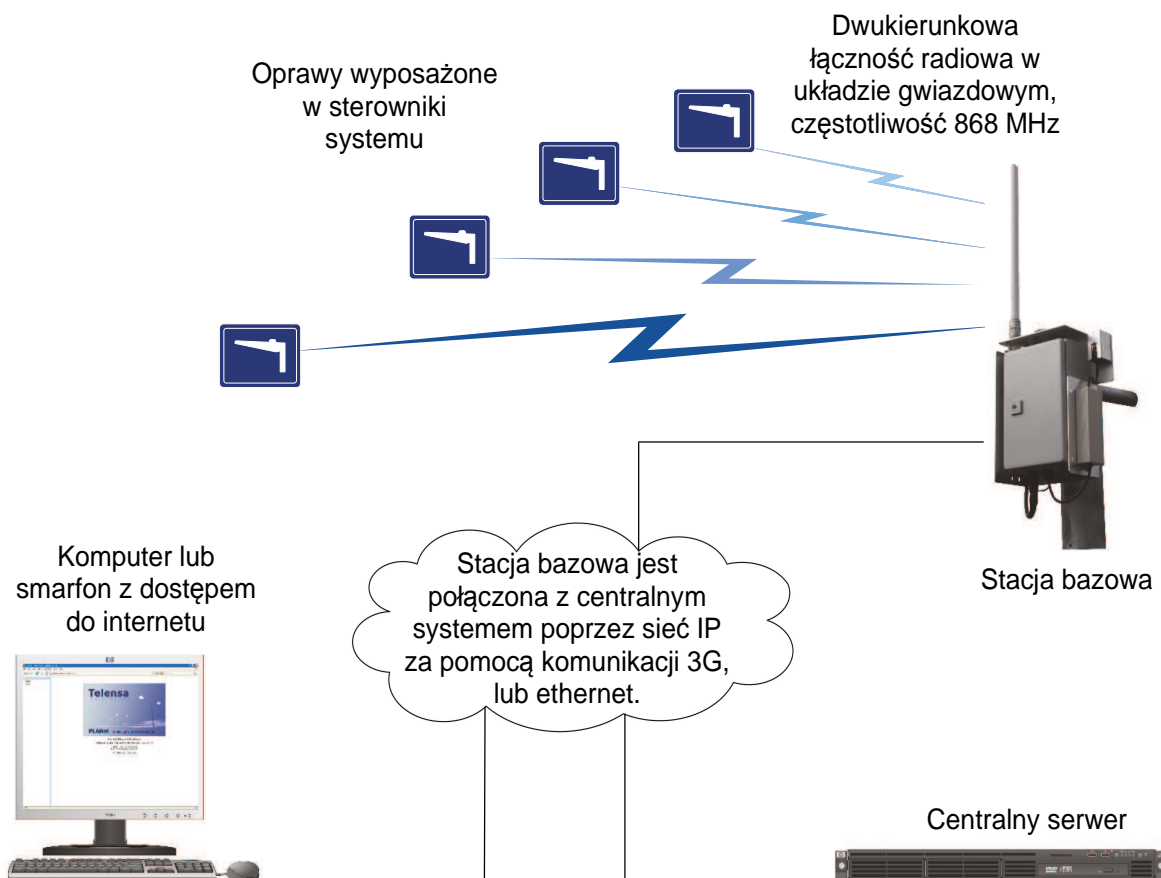 Dwukierunkowa
łączność radiowa w
układzie gwiazdowym,
częstotliwość 868 MHz
Oprawy wyposażone
w sterowniki
systemu
Stacja bazowa
Stacja bazowa jest
połączona z centralnym
systemem poprzez sieć IP
za pomocą komunikacji 3G,
lub ethernet.
Komputer lub
smarfon z dostępem
do internetu
Telensa
PLANet
Centralny serwer